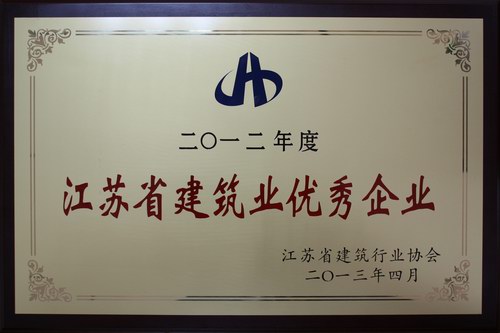 二〇一二年度
江苏省建筑业优秀企业
江苏省建筑行业协会
二〇一三年四月